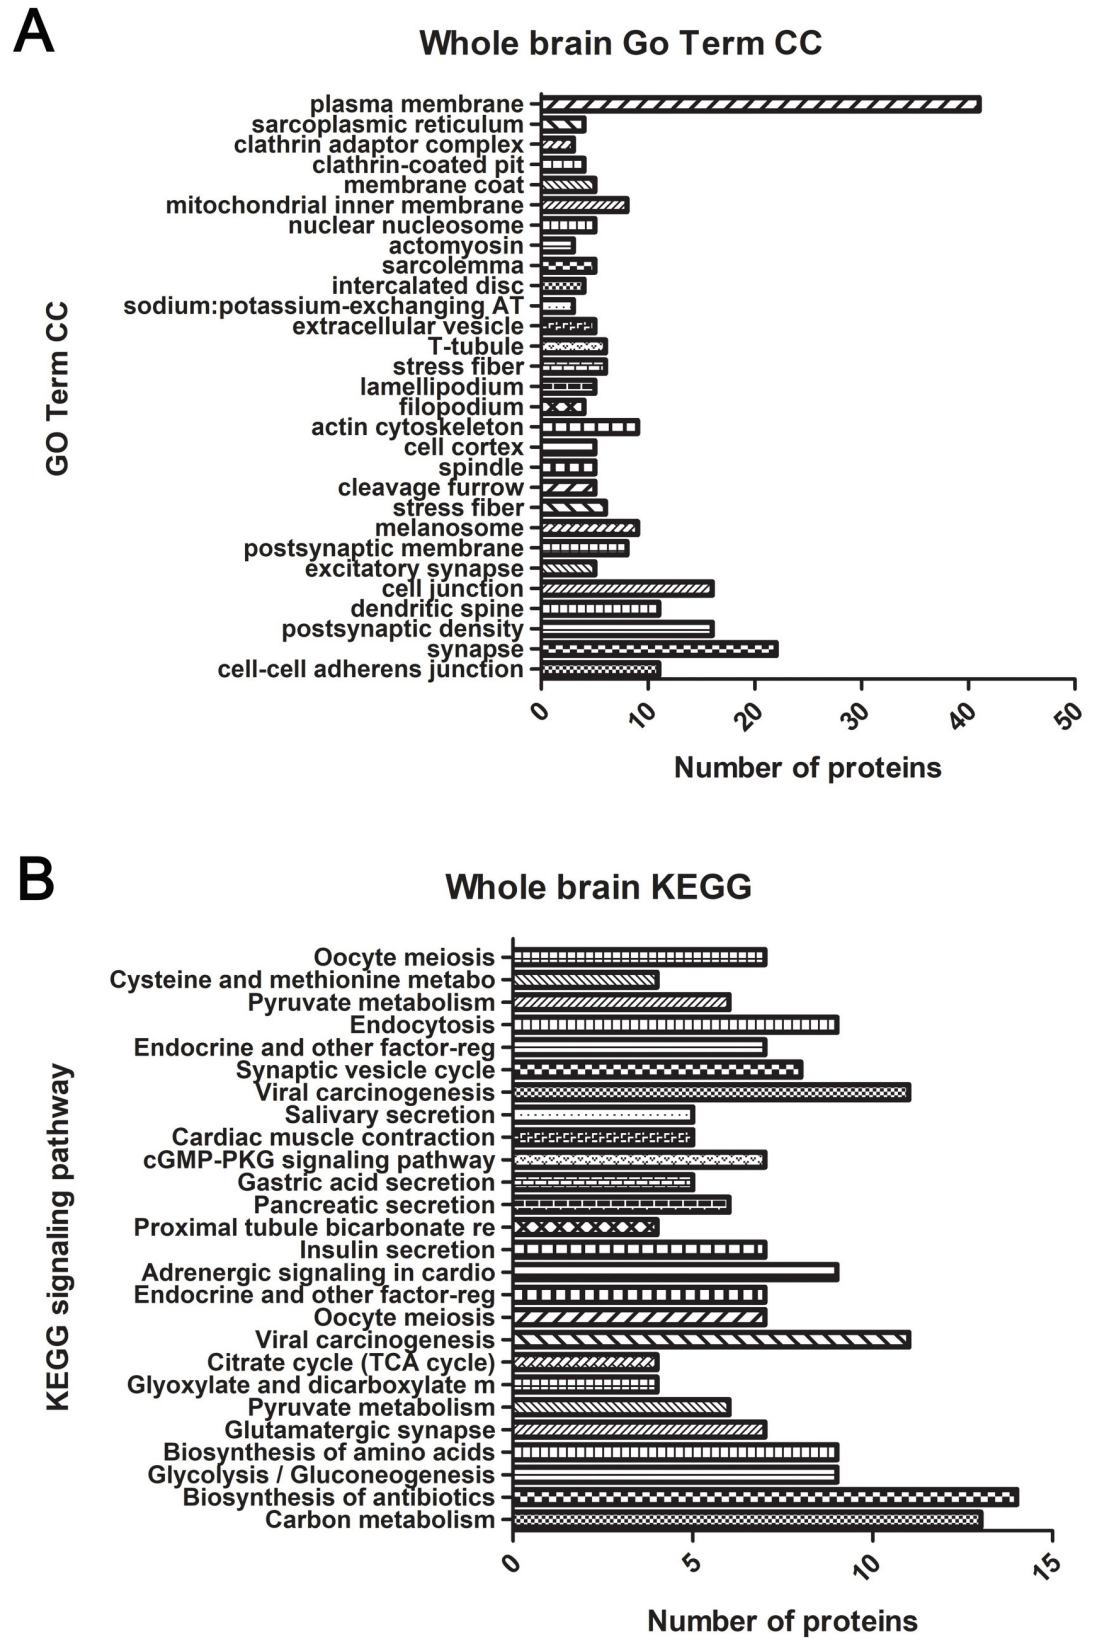 A
Whole brain Go Term CC
GO Term CC
plasma membrane
sarcoplasmic reticulum
clathrin adaptor complex
clathrin-coated pit
membrane coat
mitochondrial inner membrane
nuclear nucleosome
actomyosin
sarcolemma
intercalated disc
sodium:potassium-exchanging AT
extracellular vesicle
T-tubule
stress fiber
lamellipodium
filopodium
actin cytoskeleton
cell cortex
spindle
cleavage furrow
stress fiber
melanosome
postsynaptic membrane
excitatory synapse
cell junction
dendritic spine
postsynaptic density
synapse
cell-cell adherens junction
0 10 20 30 40 50
Number of proteins
B
Whole brain KEGG
KEGG signaling pathway
Oocyte meiosis
Cysteine and methionine metabo
Pyruvate metabolism
Endocytosis
Endocrine and other factor-reg
Synaptic vesicle cycle
Viral carcinogenesis
Salivary secretion
Cardiac muscle contraction
cGMP-PKG signaling pathway
Gastric acid secretion
Pancreatic secretion
Proximal tubule bicarbonate re
Insulin secretion
Adrenergic signaling in cardio
Endocrine and other factor-reg
Oocyte meiosis
Viral carcinogenesis
Citrate cycle (TCA cycle)
Glyoxylate and dicarboxylate m
Pyruvate metabolism
Glutamatergic synapse
Biosynthesis of amino acids
Glycolysis / Gluconeogenesis
Biosynthesis of antibiotics
Carbon metabolism
0 5 10 15
Number of proteins